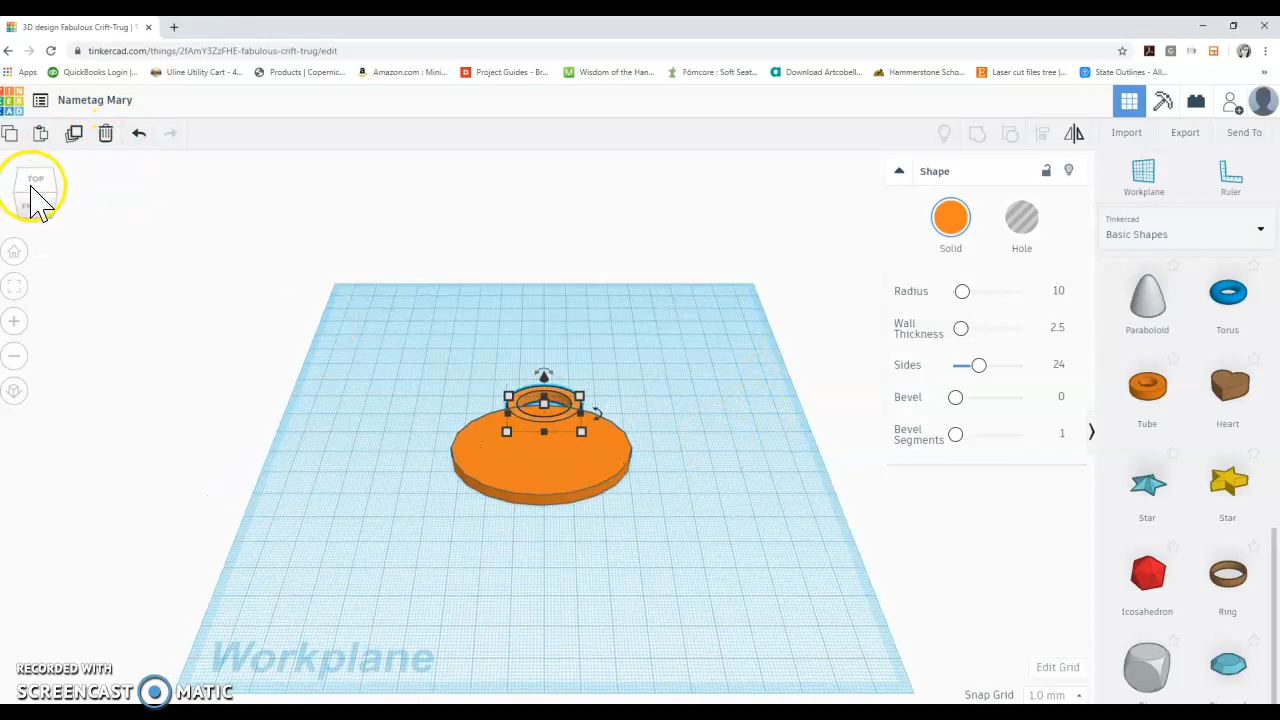 3D design Fabulous Crift-Trug | T
tinkercad.com/things/2fAmY3ZzFHE-fabulous-crift-trug/edit
Apps QuickBooks Login |... Uline Utility Cart - 4... Products | Copernic... Amazon.com : Mini... Project Guides - Br... Wisdom of the Han... Fōmcore : Soft Seat... Download Artcobell... Hammerstone Scho... Laser cut files tree |... State Outlines - All...
TIN
KER
CAD
Nametag Mary
Import Export Send To
TOP
Shape
Workplane Ruler
Solid Hole
Tinkercad
Basic Shapes
Radius 10
Wall Thickness 2.5
Sides 24
Bevel 0
Bevel Segments 1
Paraboloid Torus
Tube Heart
Star Star
Icosahedron Ring
Workplane
Edit Grid
Snap Grid 1.0 mm
RECORDED WITH
SCREENCAST MATIC